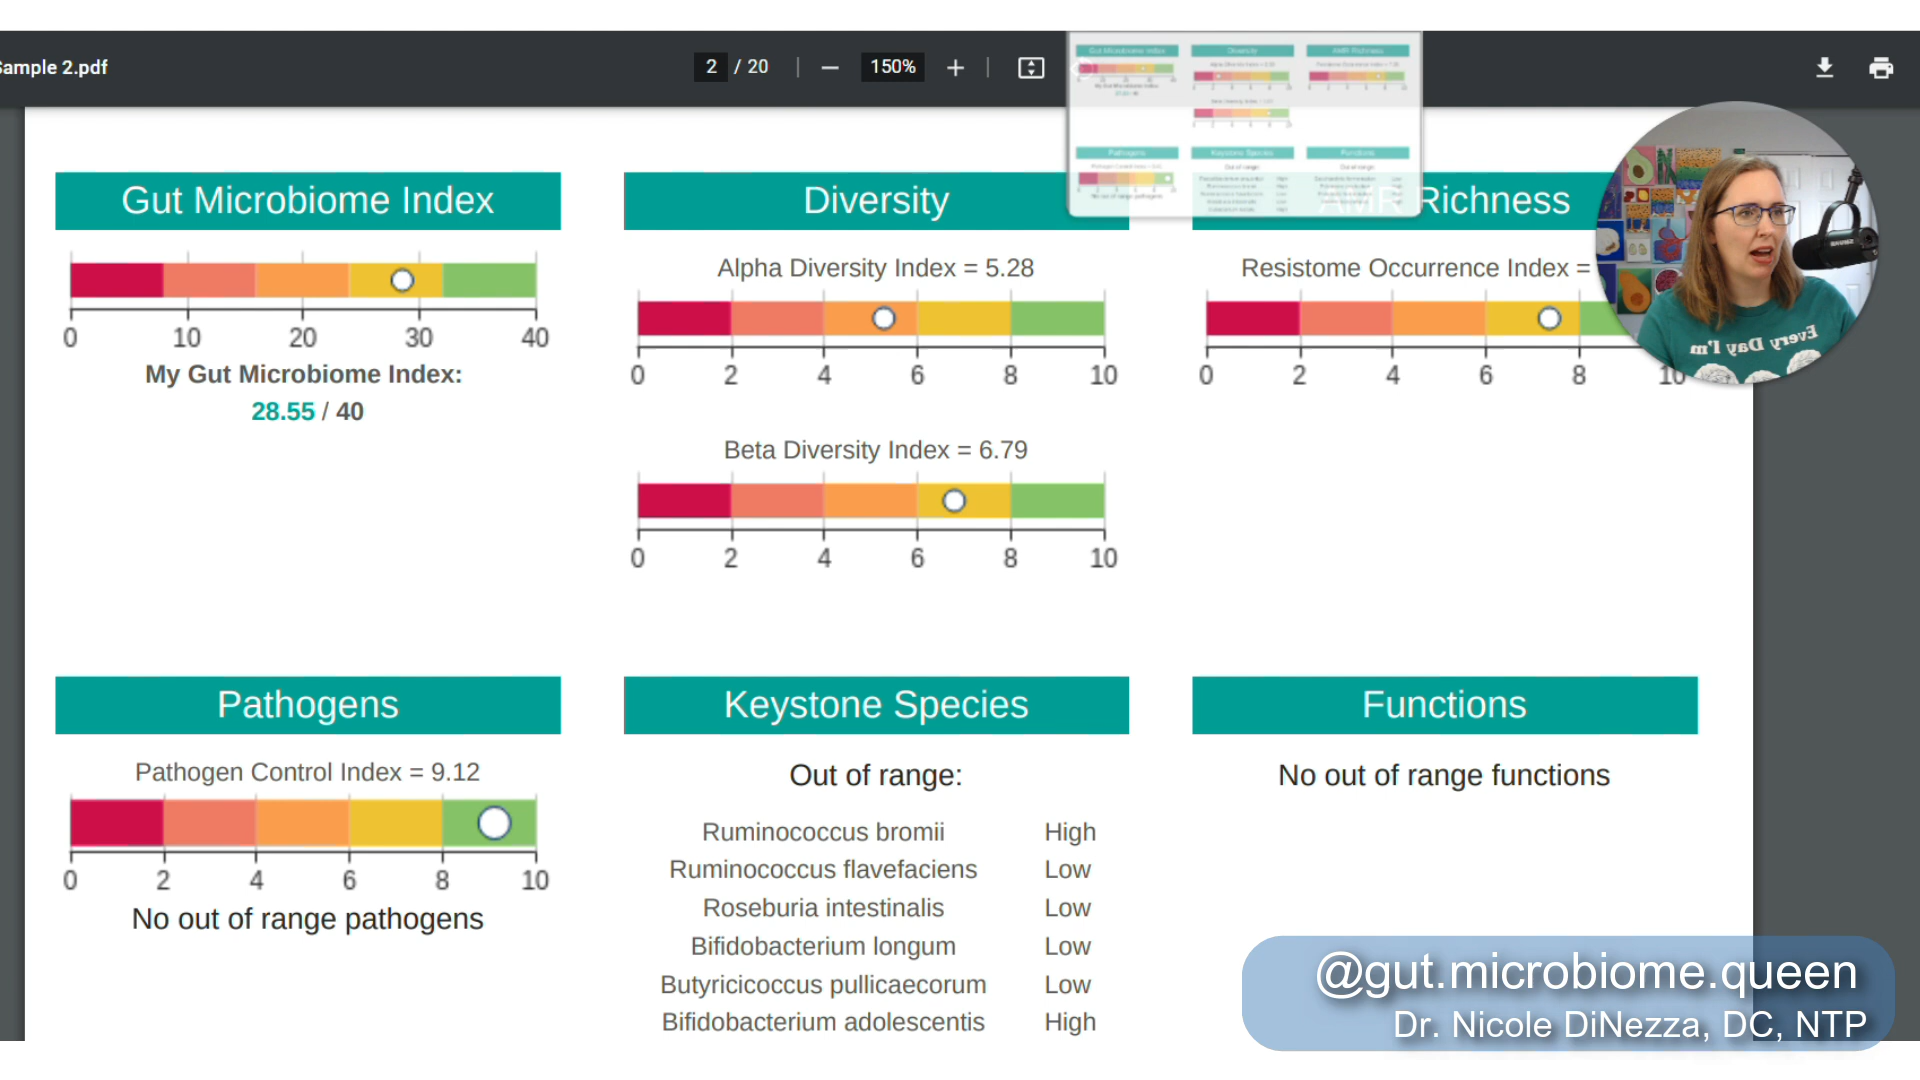 Sample 2.pdf
2 / 20
150%
Gut Microbiome Index
0 10 20 30 40
My Gut Microbiome Index:
28.55 / 40
Diversity
Alpha Diversity Index = 5.28
0 2 4 6 8 10
Beta Diversity Index = 6.79
0 2 4 6 8 10
AMR Richness
Resistome Occurrence Index =
0 2 4 6 8 10
Every Day I'm
Pathogens
Pathogen Control Index = 9.12
0 2 4 6 8 10
No out of range pathogens
Keystone Species
Out of range:
Ruminococcus bromii High
Ruminococcus flavefaciens Low
Roseburia intestinalis Low
Bifidobacterium longum Low
Butyricicoccus pullicaecorum Low
Bifidobacterium adolescentis High
Functions
No out of range functions
@gut.microbiome.queen
Dr. Nicole DiNezza, DC, NTP